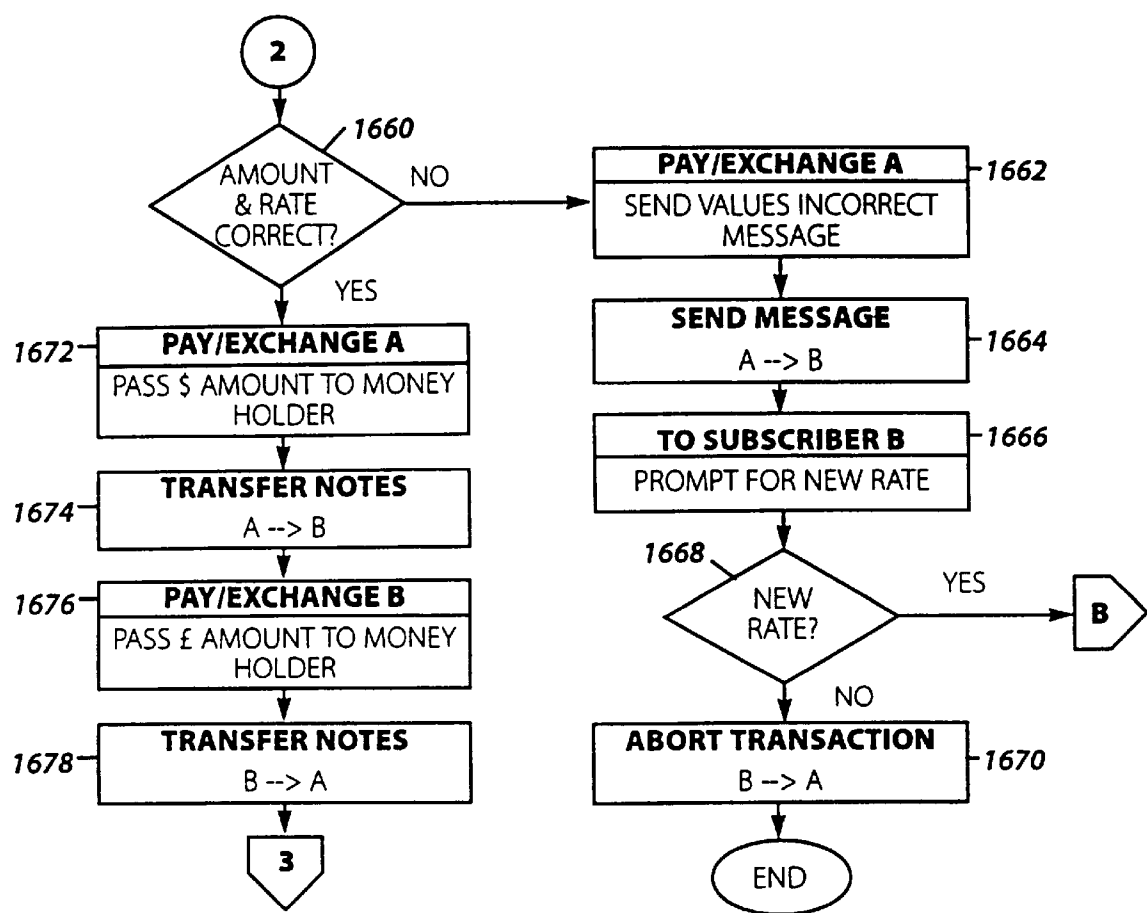 2
1660
AMOUNT
& RATE
CORRECT?
NO
YES
1672
PAY/EXCHANGE A
PASS $ AMOUNT TO MONEY
HOLDER
1674
TRANSFER NOTES
A --> B
1676
PAY/EXCHANGE B
PASS £ AMOUNT TO MONEY
HOLDER
1678
TRANSFER NOTES
B --> A
3
PAY/EXCHANGE A
1662
SEND VALUES INCORRECT
MESSAGE
SEND MESSAGE
1664
A --> B
TO SUBSCRIBER B
1666
PROMPT FOR NEW RATE
1668
NEW
RATE?
YES
B
NO
ABORT TRANSACTION
1670
B --> A
END